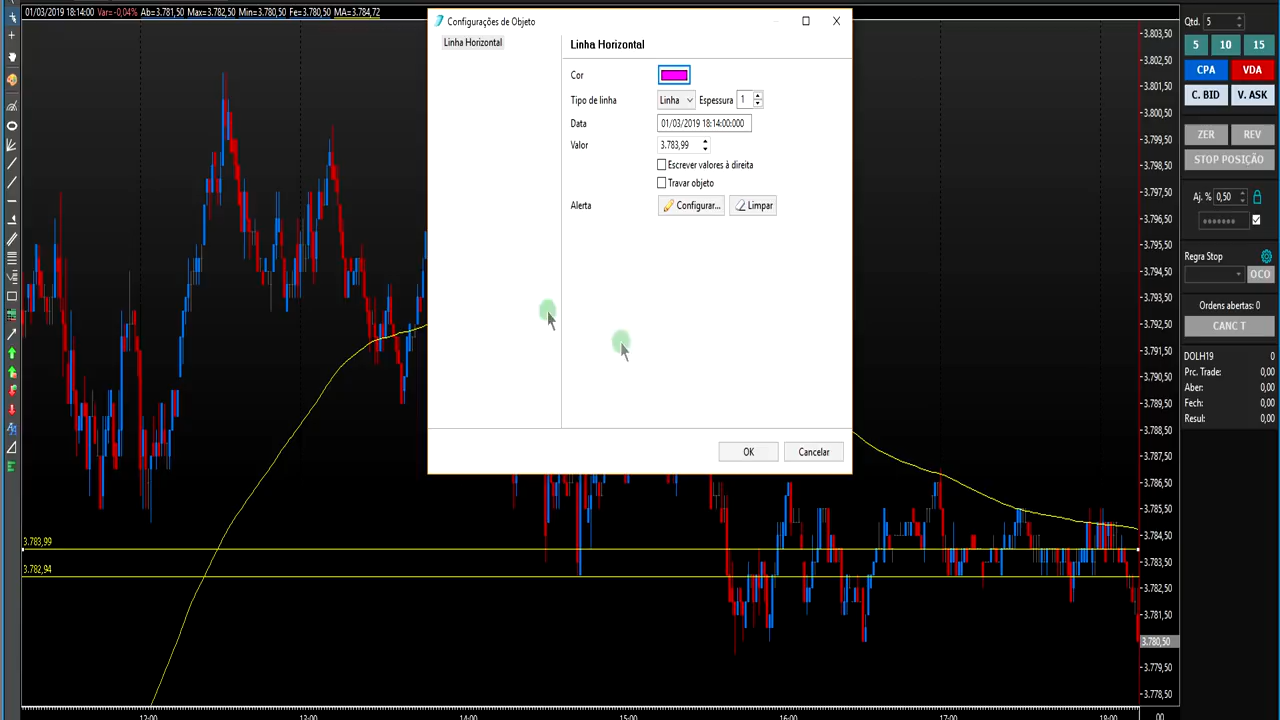 01/03/2019 18:14:00 Var=-0,04% Ab=3.781,50 Max=3.782,50 Min=3.780,50 Fe=3.780,50 MA=3.784,72
Configurações de Objeto
Linha Horizontal
Linha Horizontal
Cor
Tipo de linha Linha Espessura 1
Data 01/03/2019 18:14:00:000
Valor 3.783,99
Escrever valores à direita
Travar objeto
Alerta Configurar... Limpar
OK Cancelar
3.783,99
3.782,94
3.803,50
3.802,50
3.801,50
3.800,50
3.799,50
3.798,50
3.797,50
3.796,50
3.795,50
3.794,50
3.793,50
3.792,50
3.791,50
3.790,50
3.789,50
3.788,50
3.787,50
3.786,50
3.785,50
3.784,50
3.783,50
3.782,50
3.781,50
3.780,50
3.779,50
3.778,50
14:00 15:00 16:00 17:00 18:00
Qtd. 5
5 10 15
CPA VDA
C. BID V. ASK
ZER REV
STOP POSIÇÃO
Aj. % 0,50
Regra Stop
OCO
Ordens abertas: 0
CANC T
DOLH19 0
Prc. Trade: 0,00
Aber: 0,00
Fech: 0,00
Resul: 0,00